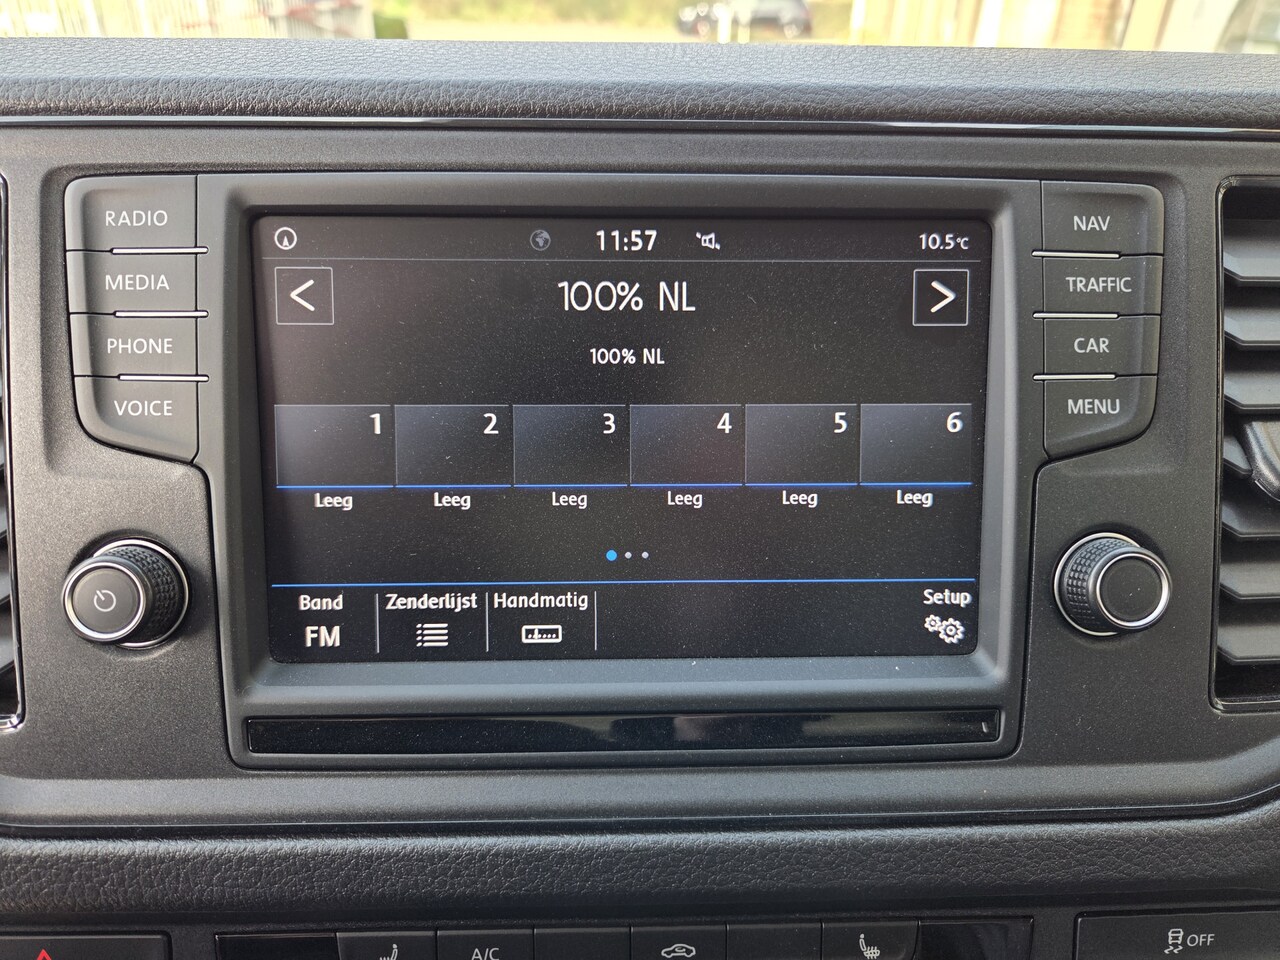 RADIO
MEDIA
PHONE
VOICE
11:57
10.5°C
<
100% NL
>
100% NL
1 2 3 4 5 6
Leeg Leeg Leeg Leeg Leeg Leeg
Band Zenderlijst Handmatig Setup
FM
NAV
TRAFFIC
CAR
MENU
A/C
OFF